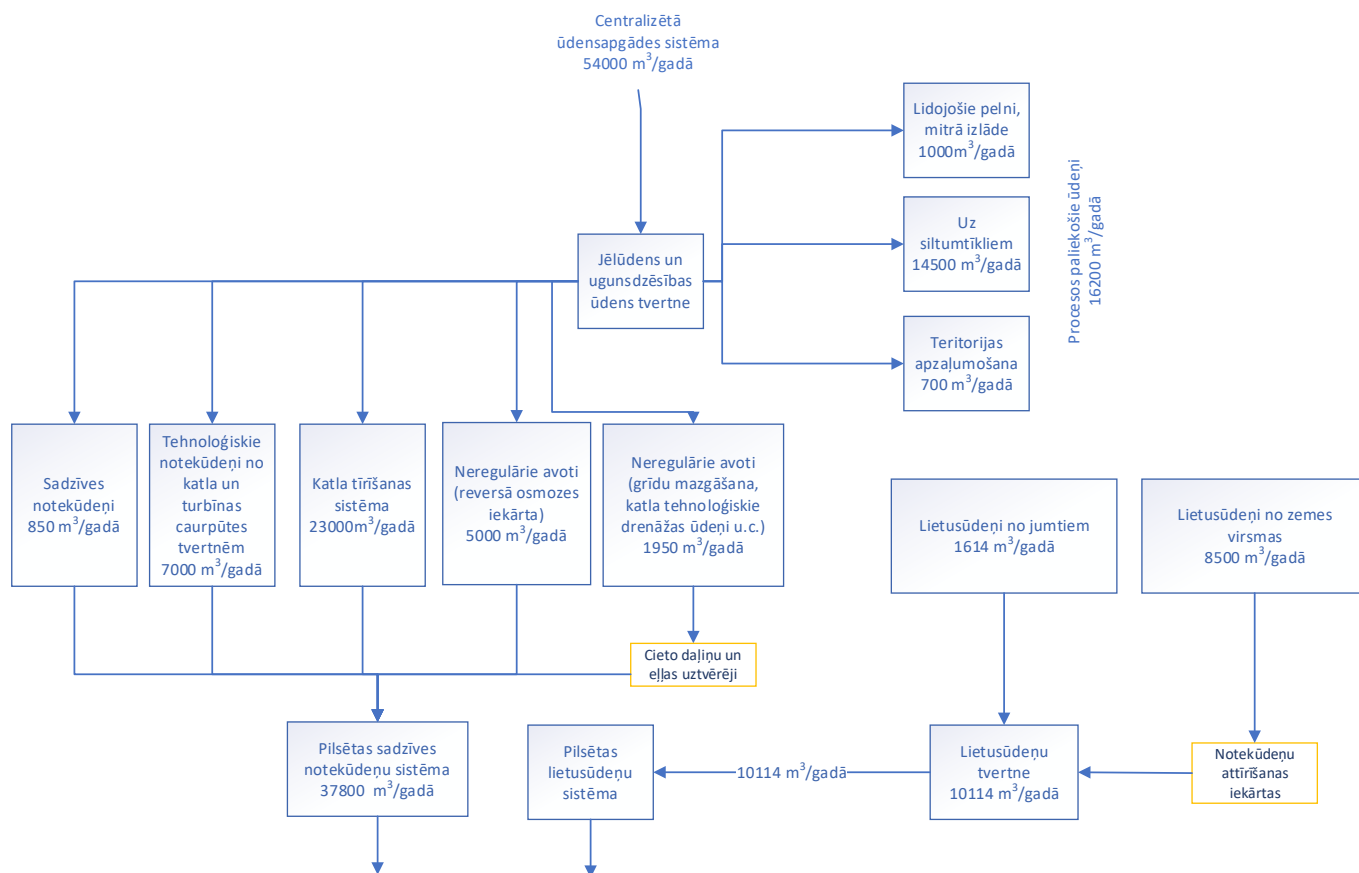 Centralizētā
ūdensapgādes sistēma
54000 m³/gadā
Lidojošie pelni,
mitrā izlāde
1000m³/gadā
Uz
siltumtīkliem
14500 m³/gadā
Teritorijas
apzaļumošana
700 m³/gadā
Procesos paliekošie ūdeņi
16200 m³/gadā
Jēlūdens un
ugunsdzēsības
ūdens tvertne
Sadzīves
notekūdeņi
850 m³/gadā
Tehnoloģiskie
notekūdeņi no
katla un
turbīnas
caurpūtes
tvertnēm
7000 m³/gadā
Katla tīrīšanas
sistēma
23000m³/gadā
Neregulārie avoti
(reversā osmozes
iekārta)
5000 m³/gadā
Neregulārie avoti
(grīdu mazgāšana,
katla tehnoloģiskie
drenāžas ūdeņi u.c.)
1950 m³/gadā
Lietusūdeņi no jumtiem
1614 m³/gadā
Lietusūdeņi no zemes
virsmas
8500 m³/gadā
Cieto daļiņu un
eļļas uztvērēji
Pilsētas sadzīves
notekūdeņu sistēma
37800 m³/gadā
Pilsētas
lietusūdeņu
sistēma
10114 m³/gadā
Lietusūdeņu
tvertne
10114 m³/gadā
Notekūdeņu
attīrīšanas
iekārtas